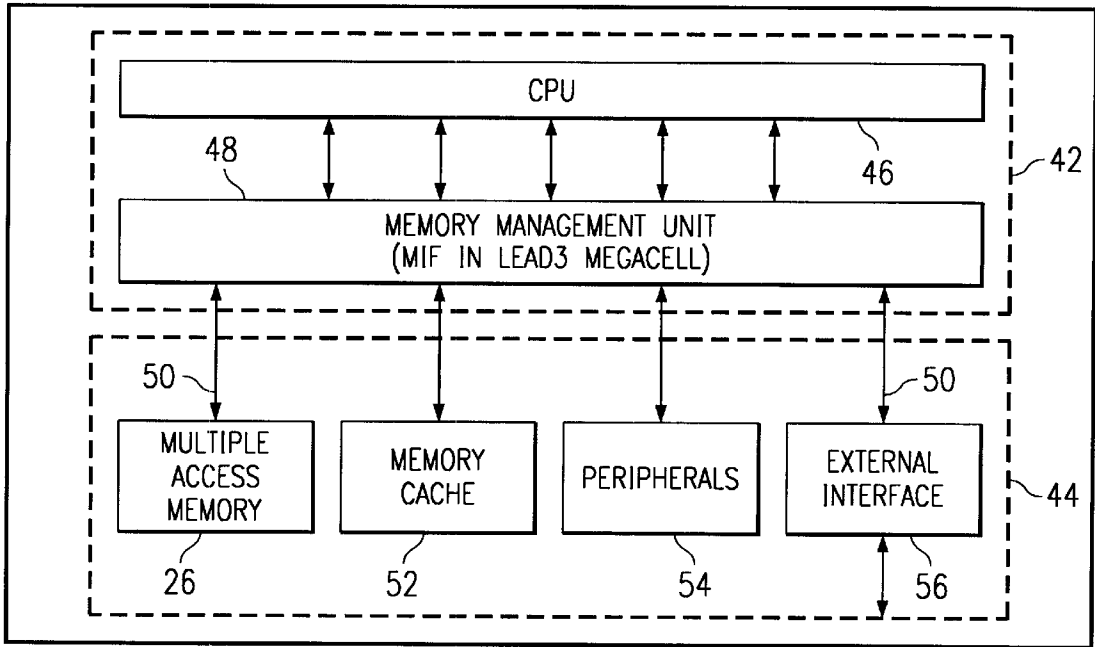 CPU
48
46
42
MEMORY MANAGEMENT UNIT
(MIF IN LEAD3 MEGACELL)
50
50
MULTIPLE
ACCESS
MEMORY
MEMORY
CACHE
PERIPHERALS
EXTERNAL
INTERFACE
44
26
52
54
56